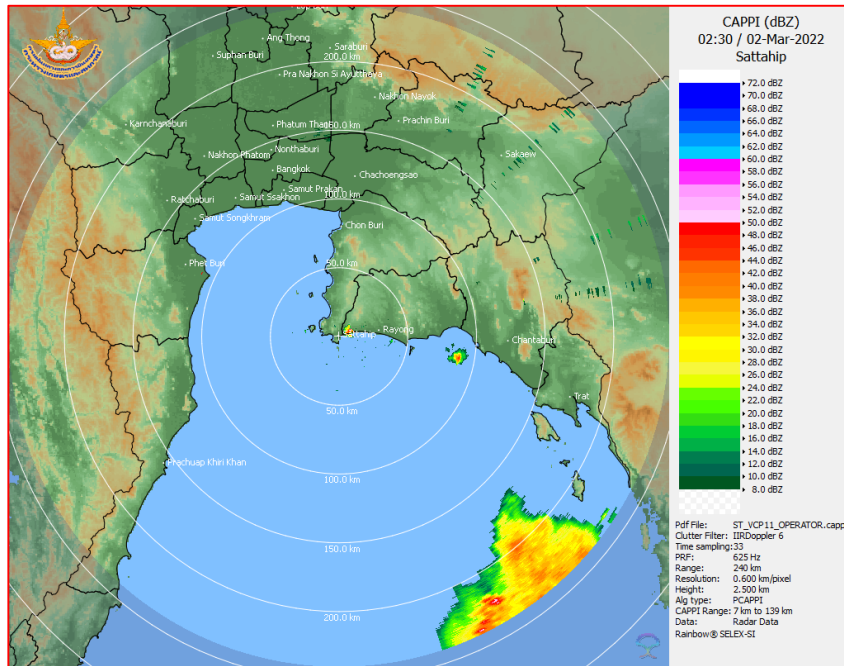 CAPPI (dBZ)
02:30 / 02-Mar-2022
Sattahip
72.0 dBZ
70.0 dBZ
68.0 dBZ
66.0 dBZ
64.0 dBZ
62.0 dBZ
60.0 dBZ
58.0 dBZ
56.0 dBZ
54.0 dBZ
52.0 dBZ
50.0 dBZ
48.0 dBZ
46.0 dBZ
44.0 dBZ
42.0 dBZ
40.0 dBZ
38.0 dBZ
36.0 dBZ
34.0 dBZ
32.0 dBZ
30.0 dBZ
28.0 dBZ
26.0 dBZ
24.0 dBZ
22.0 dBZ
20.0 dBZ
18.0 dBZ
16.0 dBZ
14.0 dBZ
12.0 dBZ
10.0 dBZ
8.0 dBZ
Pdf File: ST_VCP11_OPERATOR.capp
Clutter Filter: IIRDoppler 6
Time sampling:33
PRF: 625 Hz
Range: 240 km
Resolution: 0.600 km/pixel
Height: 2.500 km
Alg type: PCAPPI
CAPPI Range: 7 km to 139 km
Data: Radar Data
Rainbow® SELEX-SI
Ang Thong
Saraburi
Suphan Buri
200.0 km
Pra Nakhon Si Ayutthaya
Nakhon Nayok
Karnchanaburi
Phatum Thani
150.0 km
Prachin Buri
Nonthaburi
Nakhon Phatom
Sakaew
Bangkok
Chachoengsao
Samut Prakan
Ratchaburi
Samut Ssakhon
100.0 km
Samut Songkhram
Chon Buri
Phet Buri
50.0 km
Sattahip
Rayong
Chantaburi
Trat
50.0 km
Prachuap Khiri Khan
100.0 km
150.0 km
200.0 km